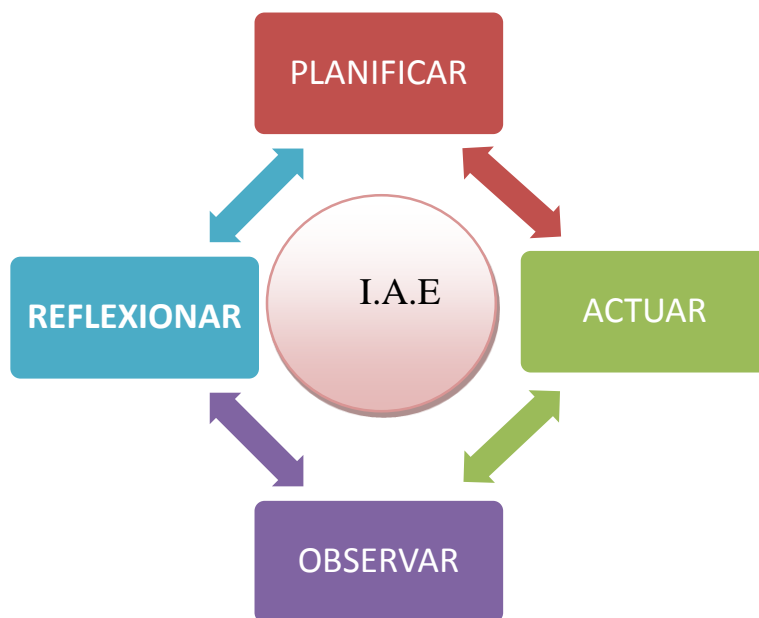 PLANIFICAR
I.A.E
REFLEXIONAR
ACTUAR
OBSERVAR